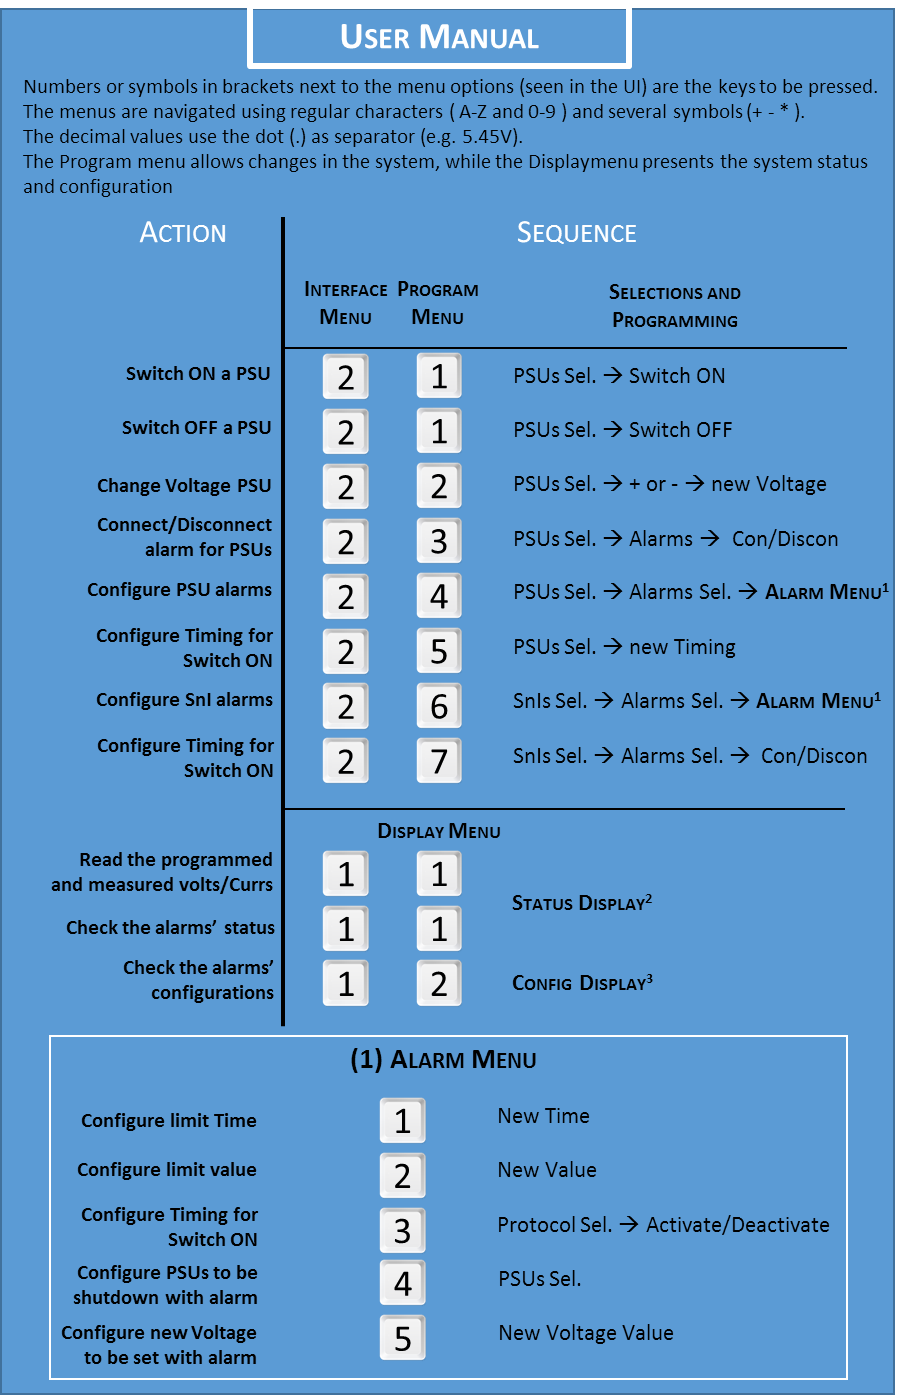 USER MANUAL
Numbers or symbols in brackets next to the menu options (seen in the UI) are the keys to be pressed.
The menus are navigated using regular characters ( A-Z and 0-9 ) and several symbols (+ - * ).
The decimal values use the dot (.) as separator (e.g. 5.45V).
The Program menu allows changes in the system, while the Displaymenu presents the system status
and configuration
ACTION SEQUENCE
INTERFACE MENU PROGRAM MENU SELECTIONS AND PROGRAMMING
Switch ON a PSU 2 1 PSUs Sel. → Switch ON
Switch OFF a PSU 2 1 PSUs Sel. → Switch OFF
Change Voltage PSU 2 2 PSUs Sel. → + or - → new Voltage
Connect/Disconnect
alarm for PSUs 2 3 PSUs Sel. → Alarms → Con/Discon
Configure PSU alarms 2 4 PSUs Sel. → Alarms Sel. → ALARM MENU¹
Configure Timing for
Switch ON 2 5 PSUs Sel. → new Timing
Configure SnI alarms 2 6 SnIs Sel. → Alarms Sel. → ALARM MENU¹
Configure Timing for
Switch ON 2 7 SnIs Sel. → Alarms Sel. → Con/Discon
DISPLAY MENU
Read the programmed
and measured volts/Currs 1 1
STATUS DISPLAY²
Check the alarms’ status 1 1
Check the alarms’
configurations 1 2 CONFIG DISPLAY³
(1) ALARM MENU
Configure limit Time 1 New Time
Configure limit value 2 New Value
Configure Timing for
Switch ON 3 Protocol Sel. → Activate/Deactivate
Configure PSUs to be
shutdown with alarm 4 PSUs Sel.
Configure new Voltage
to be set with alarm 5 New Voltage Value